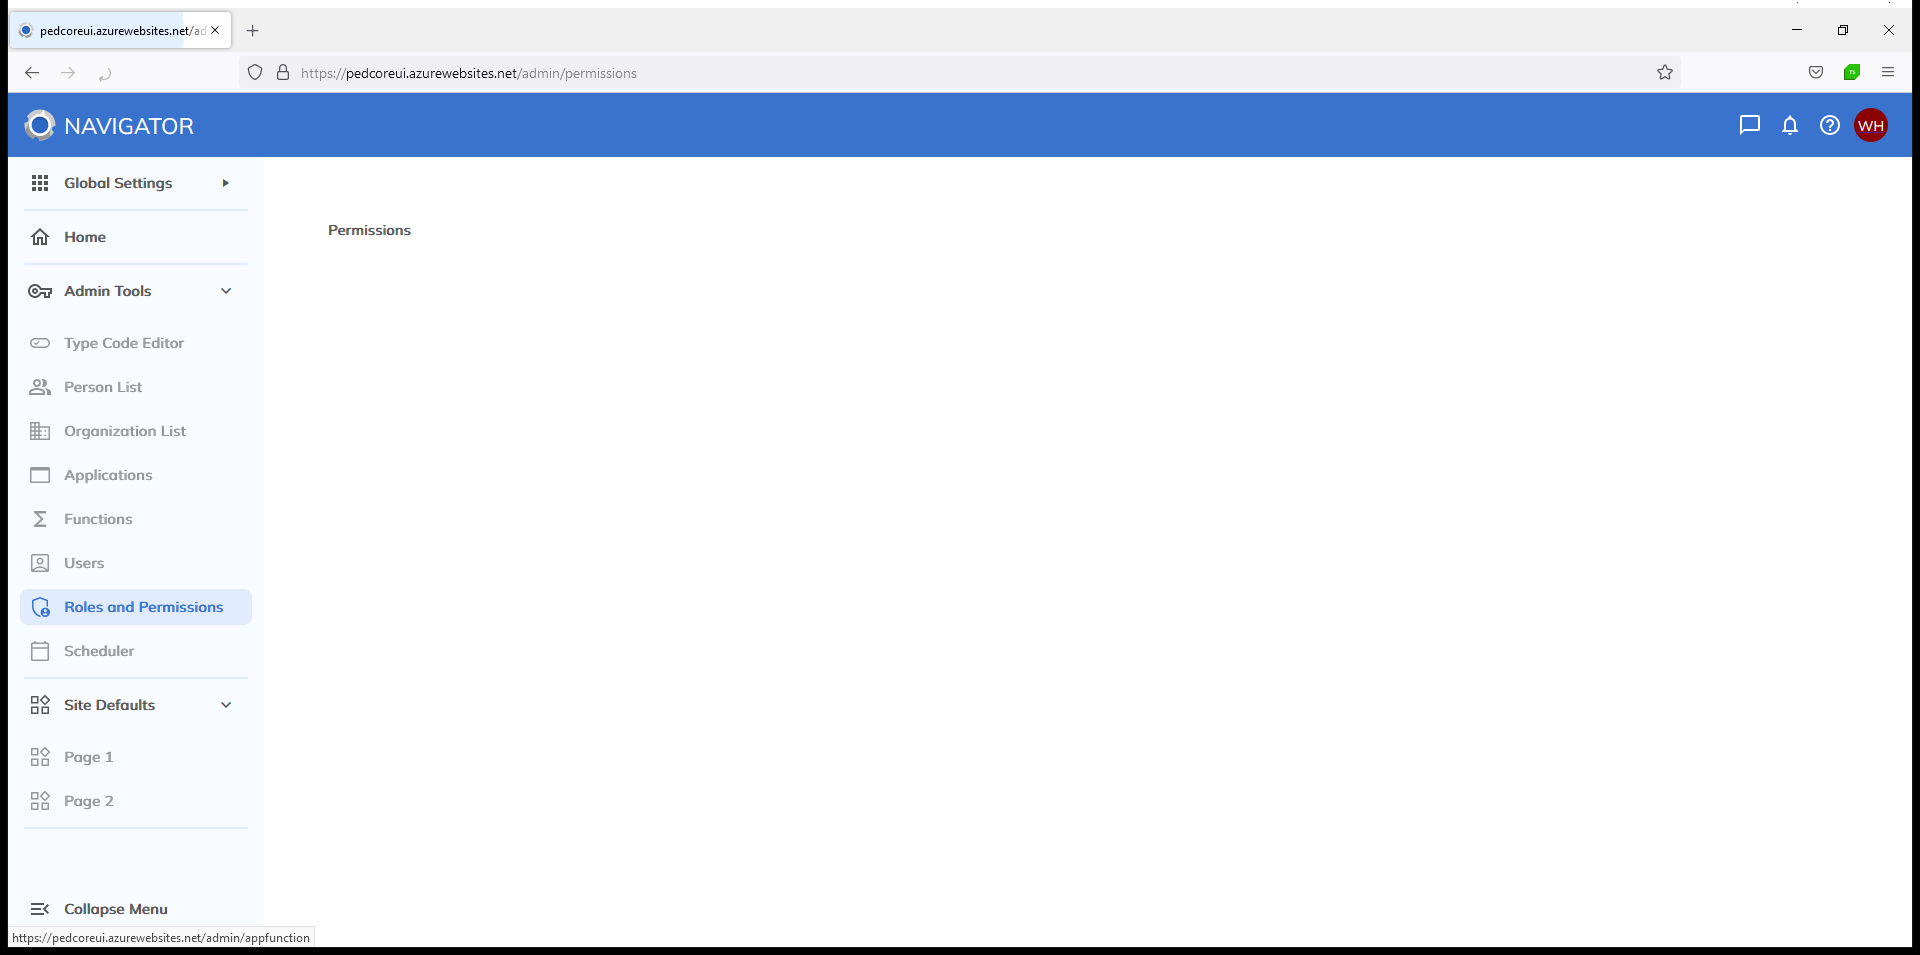 pedcoreui.azurewebsites.net/ad
https://pedcoreui.azurewebsites.net/admin/permissions
TS
NAVIGATOR
WH
Global Settings
Home
Admin Tools
Type Code Editor
Person List
Organization List
Applications
Functions
Users
Roles and Permissions
Scheduler
Site Defaults
Page 1
Page 2
Collapse Menu
https://pedcoreui.azurewebsites.net/admin/appfunction
Permissions